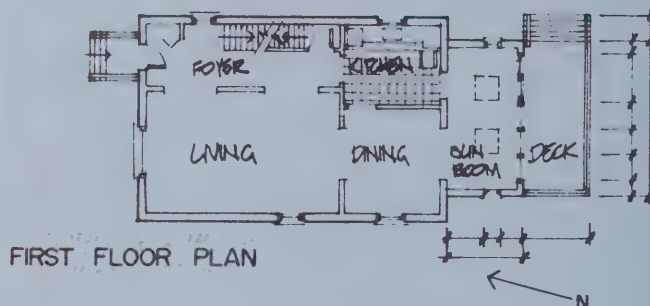 FOYER
KITCHEN
LIVING
DINING
SUN
ROOM
DECK
FIRST FLOOR PLAN
N